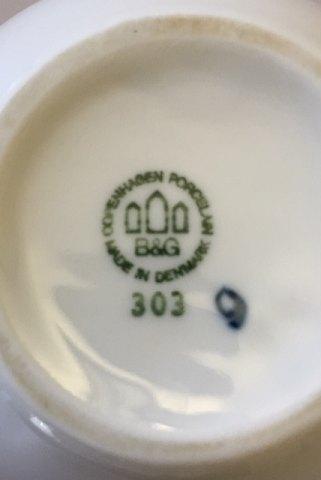 COPENHAGEN PORCELAIN
B&G
MADE IN DENMARK
303